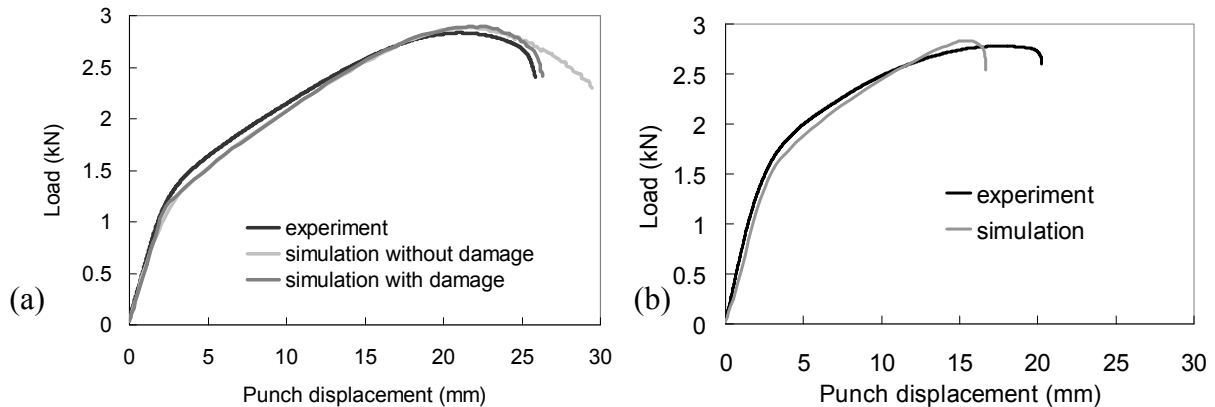 (a)
Load (kN)
3
2.5
2
1.5
1
0.5
0
0 5 10 15 20 25 30
Punch displacement (mm)
experiment
simulation without damage
simulation with damage
(b)
Load (kN)
3
2.5
2
1.5
1
0.5
0
0 5 10 15 20 25 30
Punch displacement (mm)
experiment
simulation